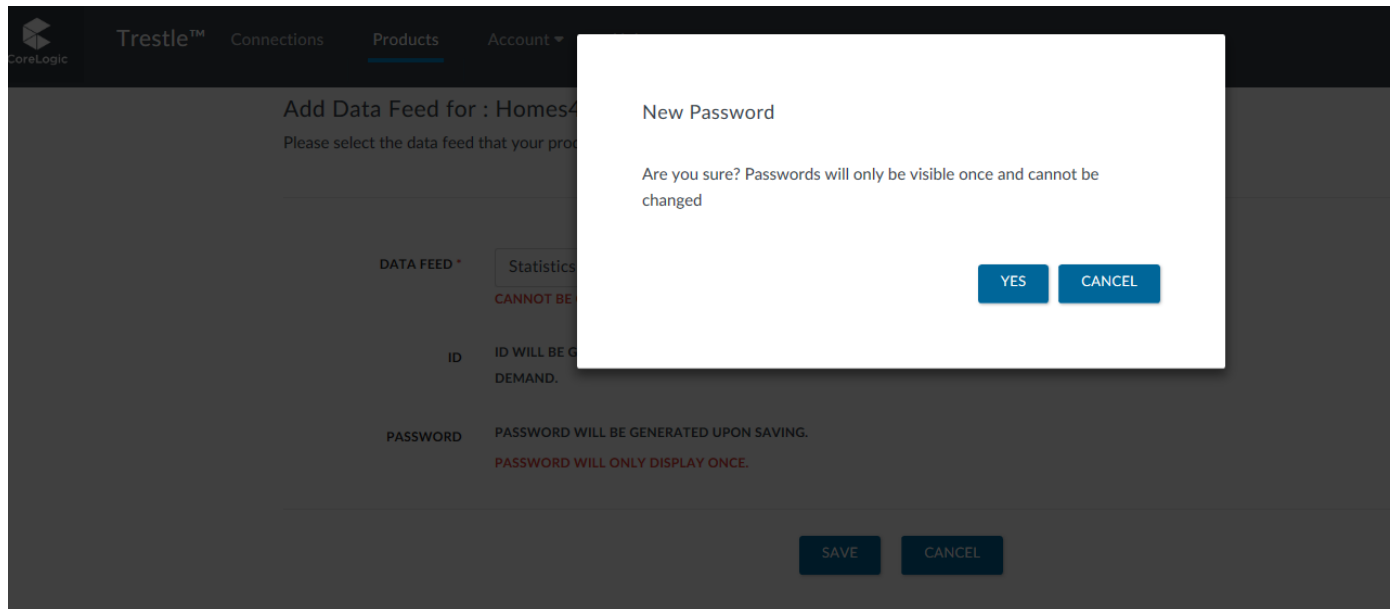 CoreLogic
Trestle™ Connections Products Account
Add Data Feed for : Homes4
Please select the data feed that your
New Password
Are you sure? Passwords will only be visible once and cannot be
changed
YES CANCEL
DATA FEED * Statistics
CANNOT BE
ID ID WILL BE
DEMAND.
PASSWORD PASSWORD WILL BE GENERATED UPON SAVING.
PASSWORD WILL ONLY DISPLAY ONCE.
SAVE CANCEL